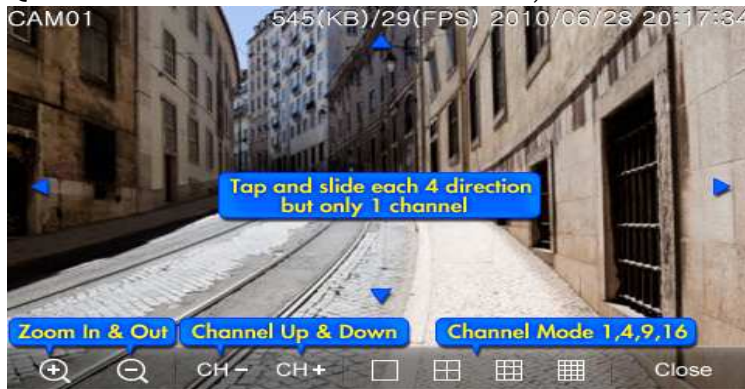 CAM01 545(KB)/29(FPS) 2010/06/28 20:17:34
Tap and slide each 4 direction
but only 1 channel
Zoom In & Out Channel Up & Down Channel Mode 1,4,9,16
CH- CH+ Close